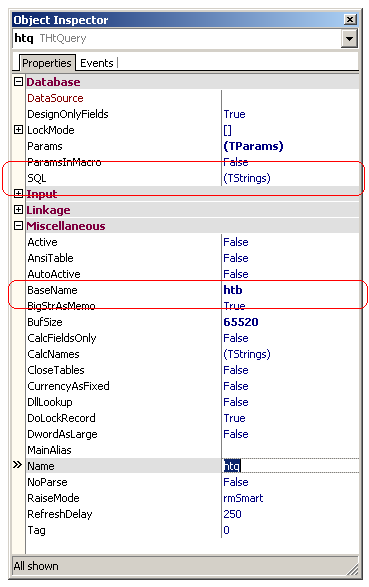 Object Inspector
htq THtQuery
Properties Events
Database
DataSource
DesignOnlyFields True
LockMode []
Params (TParams)
ParamsInMacro False
SQL (TStrings)
Input
Linkage
Miscellaneous
Active False
AnsiTable False
AutoActive False
BaseName htb
BigStrAsMemo True
BufSize 65520
CalcFieldsOnly False
CalcNames (TStrings)
CloseTables False
CurrencyAsFixed False
DllLookup False
DoLockRecord True
DwordAsLarge False
MainAlias
Name htq
NoParse False
RaiseMode rmSmart
RefreshDelay 250
Tag 0
All shown